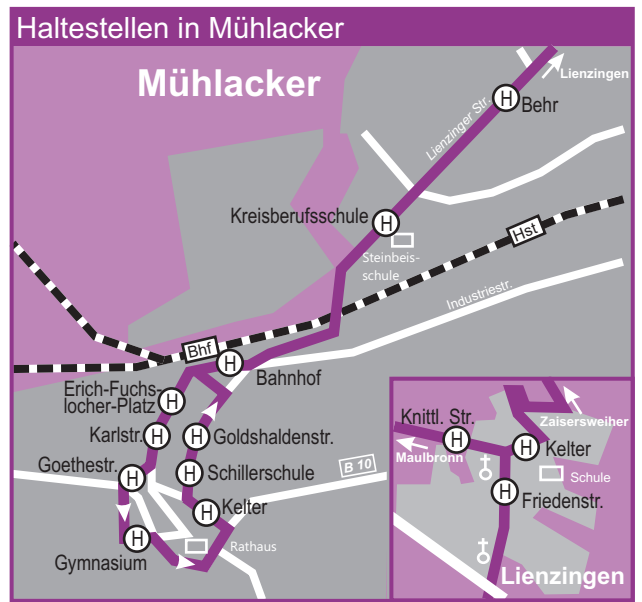 Haltestellen in Mühlacker
Mühlacker
Lienzingen
H
Behr
Lienzinger Str.
Kreisberufsschule
H
Steinbeis-
schule
Hst
Industriestr.
Bhf
H
Bahnhof
Erich-Fuchs-
locher-Platz
H
Karlstr.
H
H
Goldshaldenstr.
Goethestr.
H
H
Schillerschule
B 10
H
Kelter
H
Gymnasium
Rathaus
Zaisersweiher
Knittl. Str.
H
H
Kelter
Maulbronn
Schule
H
Friedenstr.
Lienzingen